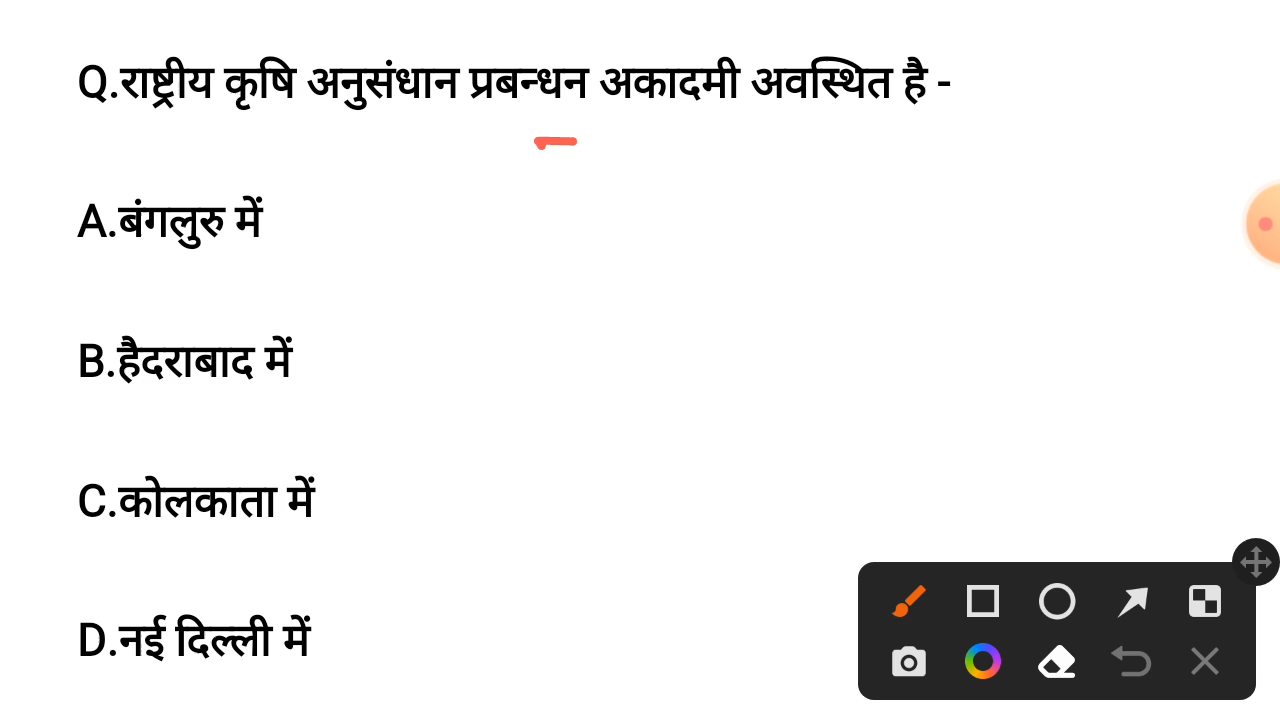 Q.राष्ट्रीय कृषि अनुसंधान प्रबन्धन अकादमी अवस्थित है -
A.बंगलुरु में
B.हैदराबाद में
C.कोलकाता में
D.नई दिल्ली में